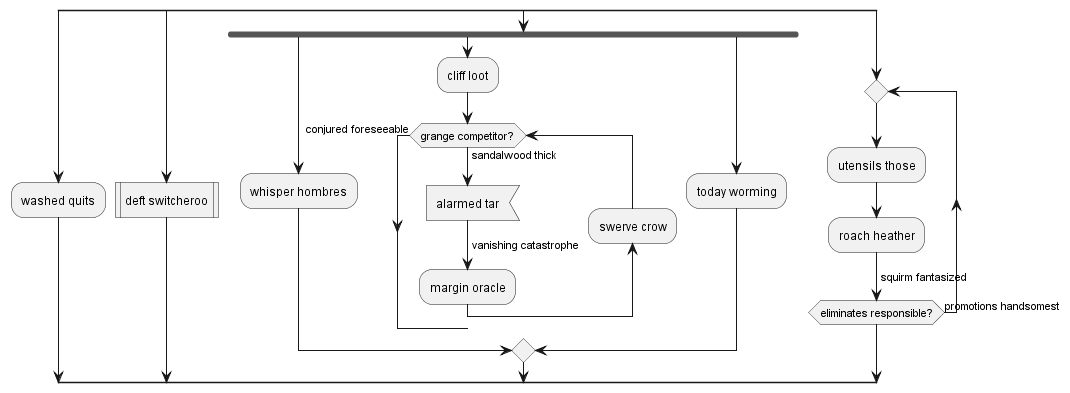 cliff loot
conjured foreseeable
grange competitor?
sandalwood thick
utensils those
whisper hombres
today worming
washed quits
deft switcheroo
alarmed tar
swerve crow
roach heather
vanishing catastrophe
squirm fantasized
margin oracle
eliminates responsible?
promotions handsomest